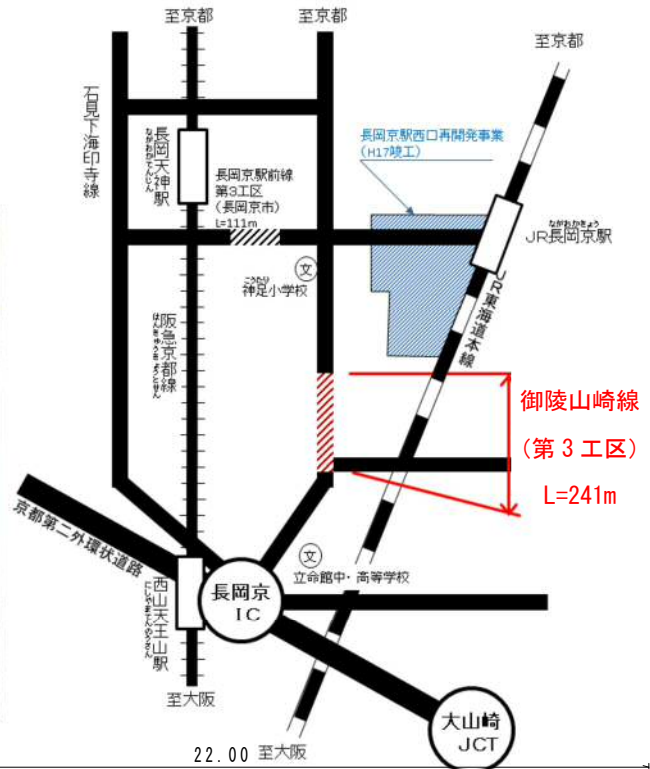 至京都
至京都
至京都
石見下海印寺線
長岡天神駅
ながおかてんじん
長岡京駅前線
第3工区
(長岡京市)
L=111m
長岡京駅西口再開発事業
(H17竣工)
ながおかきょう
JR長岡京駅
文
こうたり
神足小学校
JR東海道本線
阪急京都線
はんきゅうきょうとせん
御陵山崎線
(第3工区)
L=241m
京都第二外環状道路
文
立命館中・高等学校
長岡京
IC
西山天王山駅
にしやまてんのうざん
至大阪
大山崎
JCT
22.00
至大阪